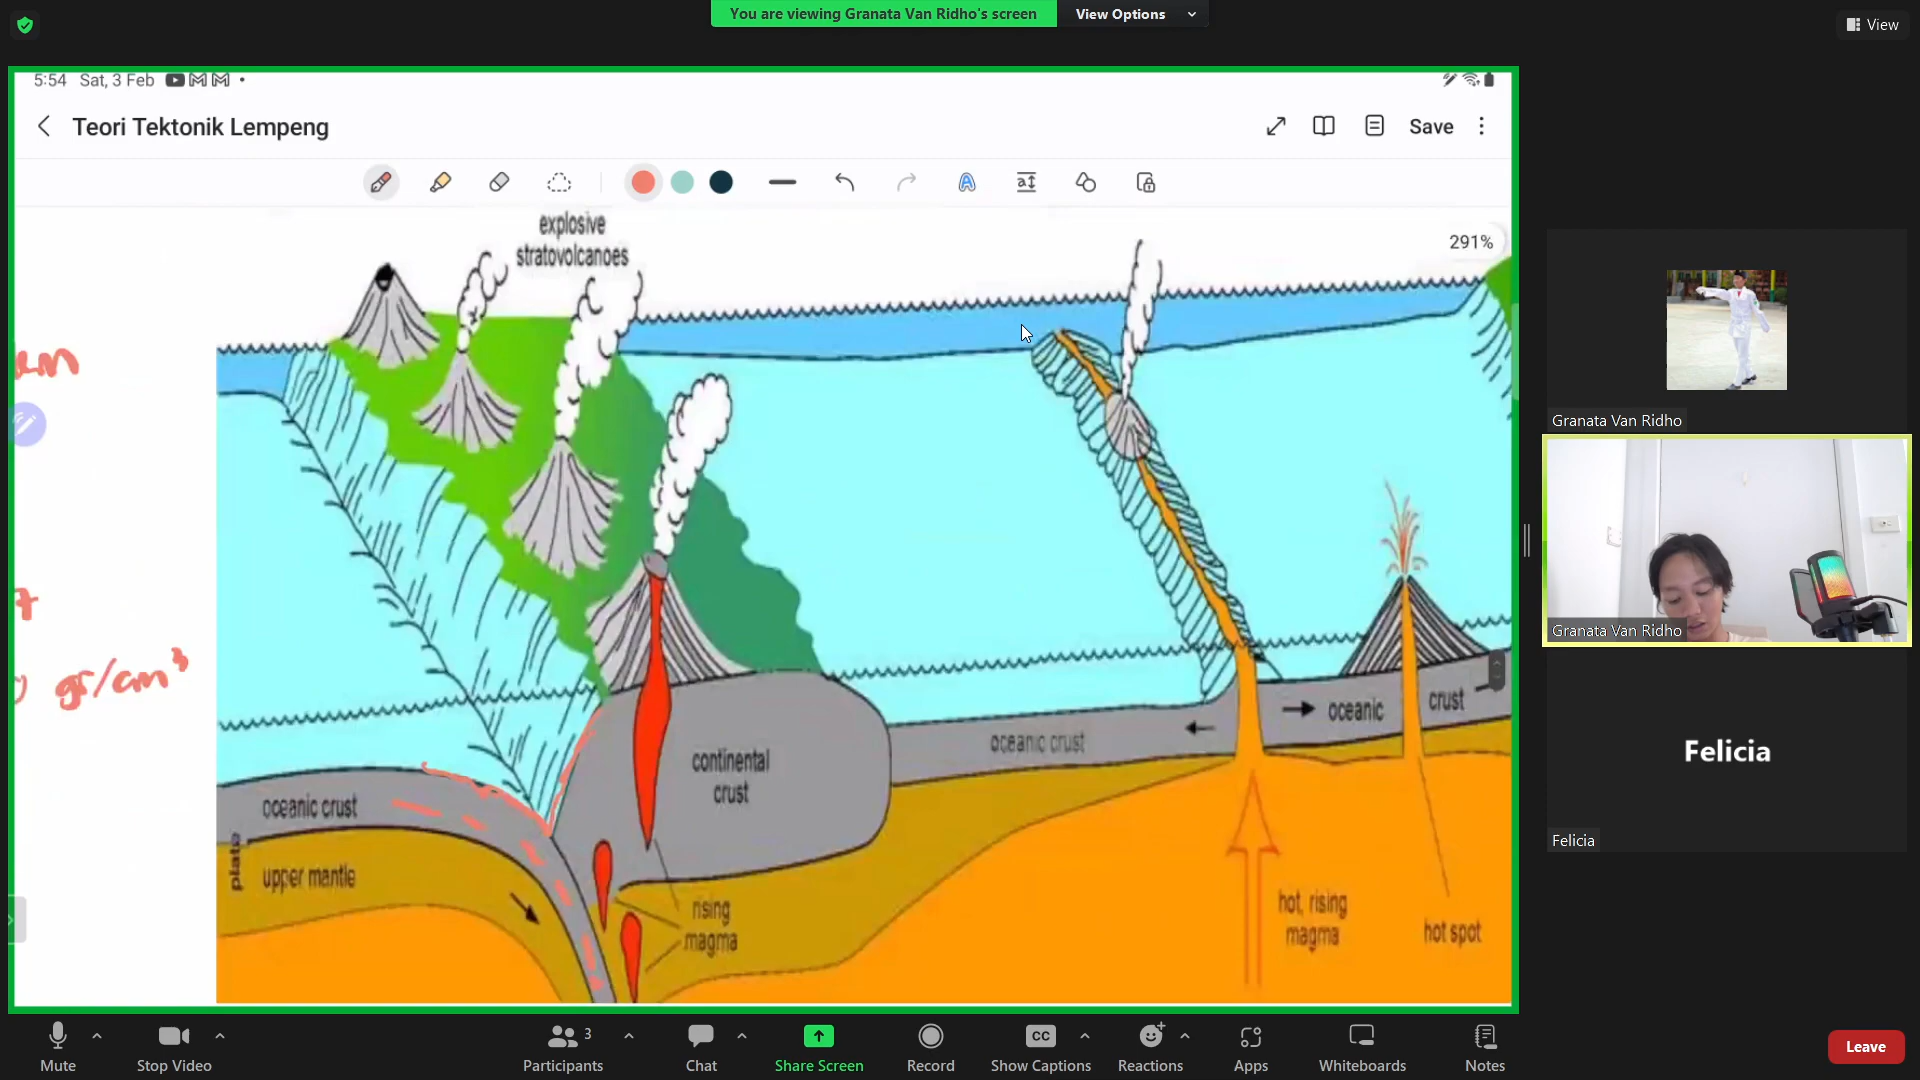 You are viewing Granata Van Ridho's screen
View Options
View
5:54 Sat, 3 Feb
Teori Tektonik Lempeng
Save
291%
explosive
stratovolcanoes
gr/cm³
continental
crust
oceanic crust
oceanic crust
oceanic crust
plate
upper mantle
rising
magma
hot, rising
magma
hot spot
Granata Van Ridho
Granata Van Ridho
Felicia
Felicia
Mute
Stop Video
Participants
3
Chat
Share Screen
Record
CC
Show Captions
Reactions
Apps
Whiteboards
Notes
Leave